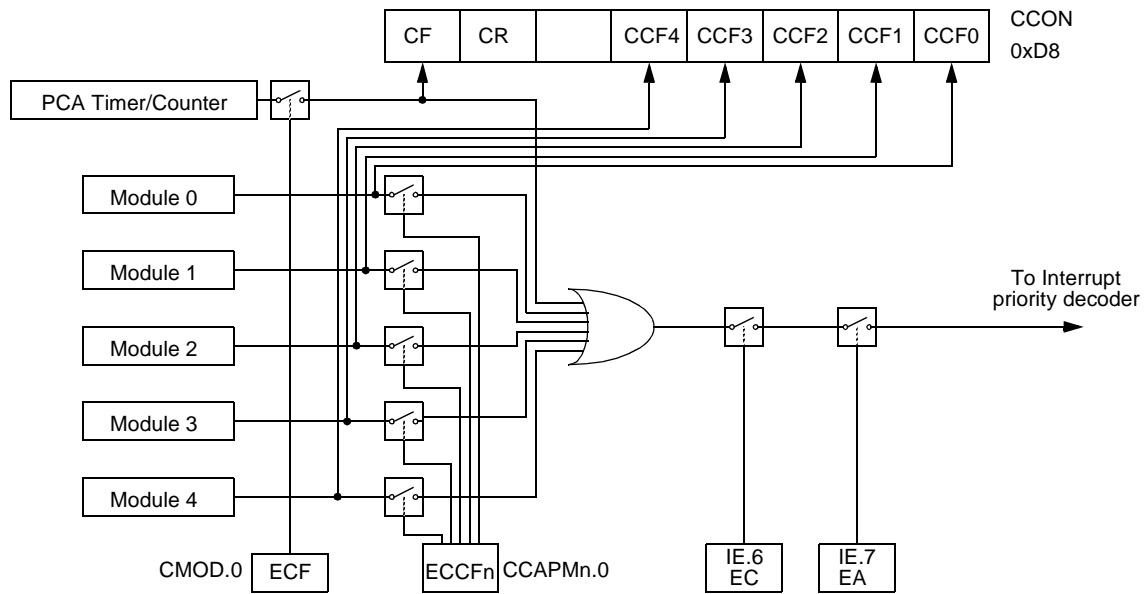 CF CR CCF4 CCF3 CCF2 CCF1 CCF0
CCON
0xD8
PCA Timer/Counter
Module 0
Module 1
Module 2
Module 3
Module 4
To Interrupt
priority decoder
CMOD.0
ECF
ECCFn
CCAPMn.0
IE.6
EC
IE.7
EA